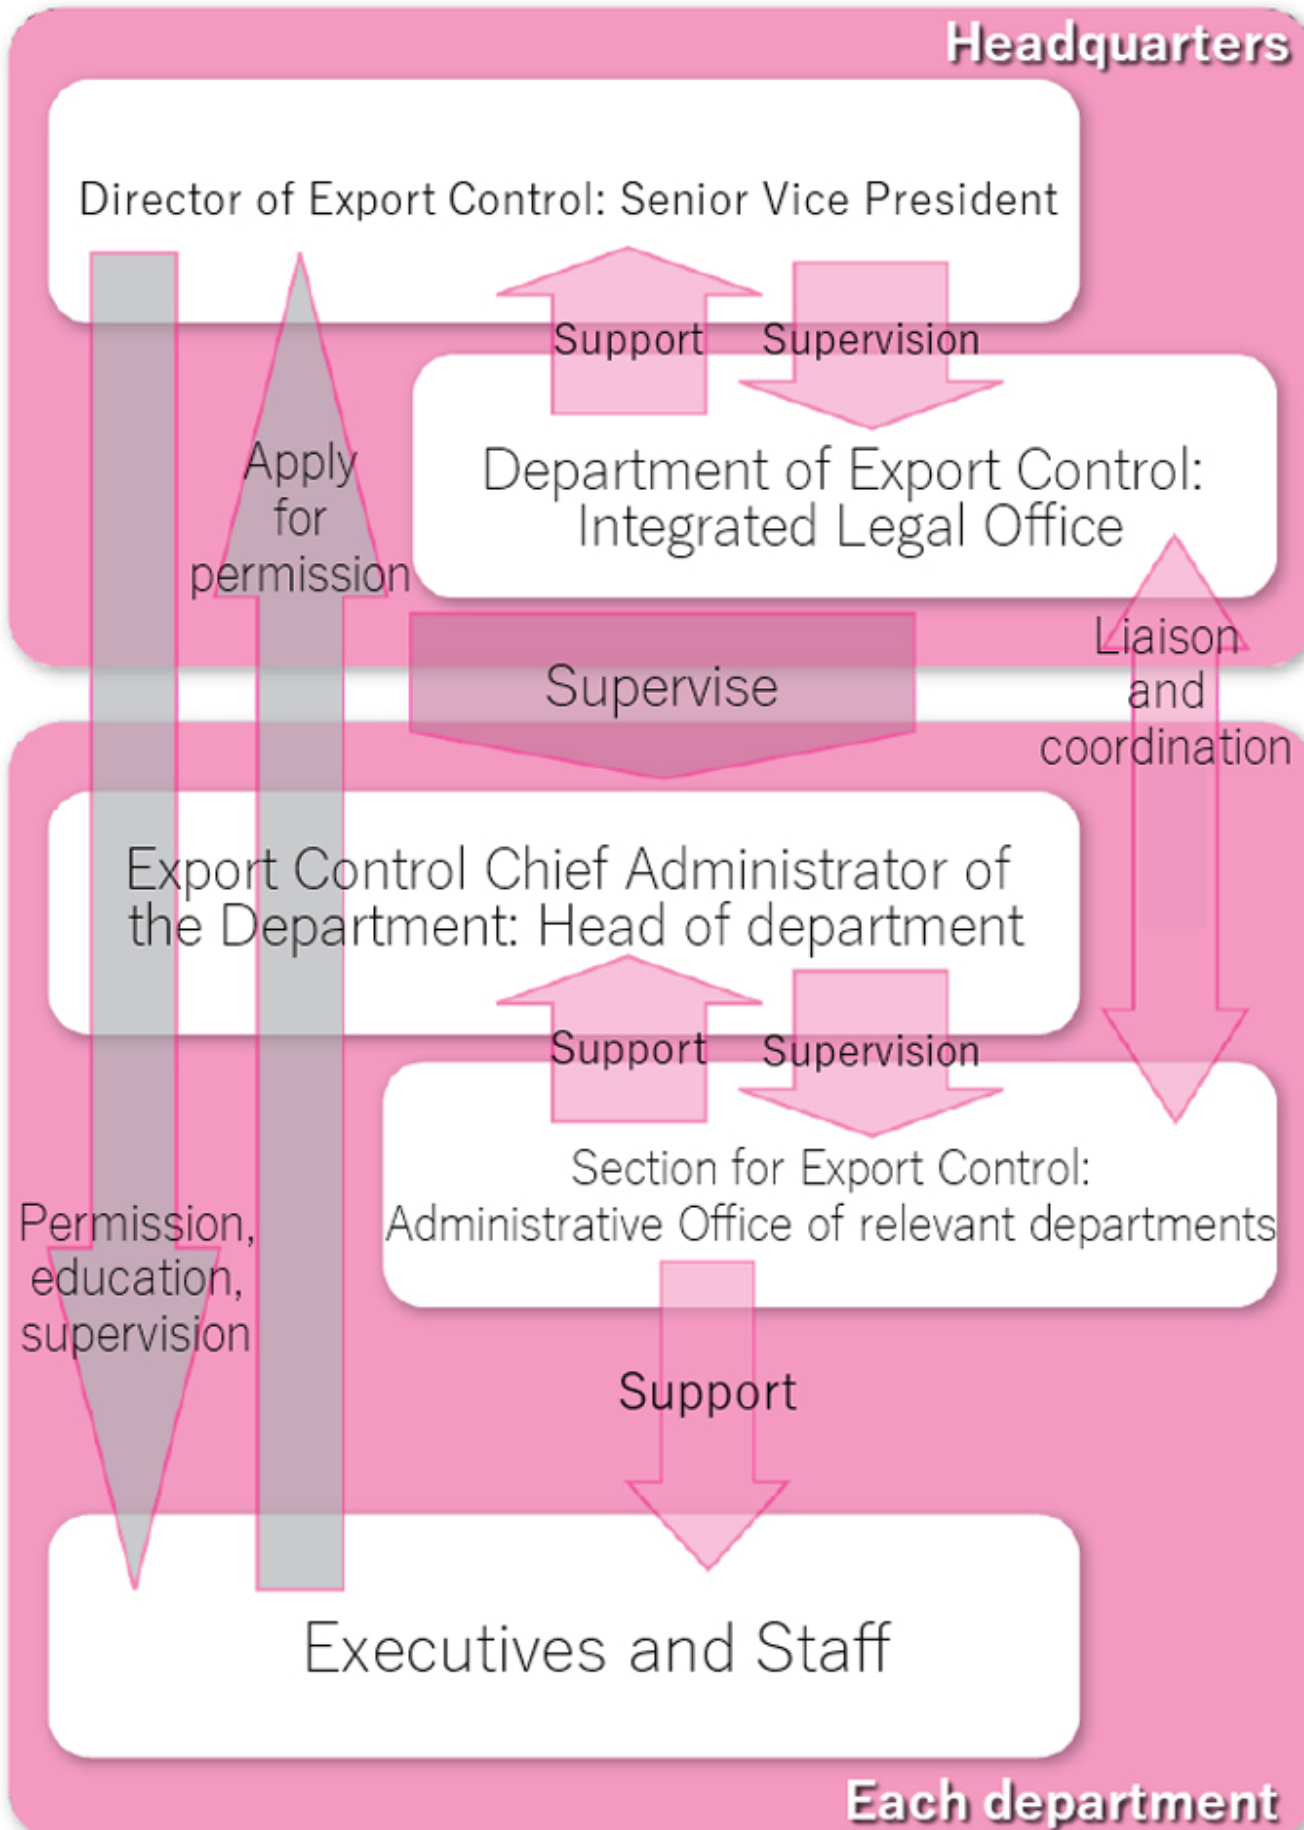 Headquarters
Director of Export Control: Senior Vice President
Support
Supervision
Department of Export Control:
Integrated Legal Office
Apply
for
permission
Supervise
Liaison
and
coordination
Export Control Chief Administrator of
the Department: Head of department
Support
Supervision
Section for Export Control:
Administrative Office of relevant departments
Permission,
education,
supervision
Support
Executives and Staff
Each department